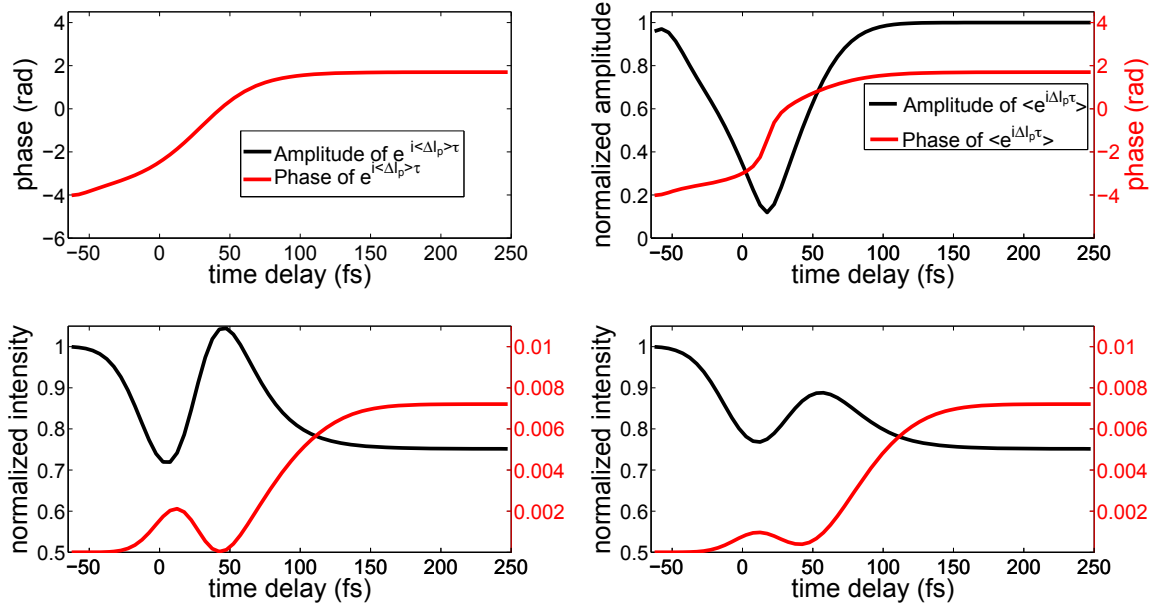 phase (rad)
4
2
0
−2
−4
−6
Amplitude of e^{i<ΔI_p>τ}
Phase of e^{i<ΔI_p>τ}
−50 0 50 100 150 200 250
time delay (fs)
normalized amplitude
1
0.8
0.6
0.4
0.2
0
Amplitude of <e^{iΔI_pτ}>
Phase of <e^{iΔI_pτ}>
4
2
0
−2
−4
phase (rad)
−50 0 50 100 150 200 250
time delay (fs)
normalized intensity
1
0.9
0.8
0.7
0.6
0.5
0.01
0.008
0.006
0.004
0.002
−50 0 50 100 150 200 250
time delay (fs)
normalized intensity
1
0.9
0.8
0.7
0.6
0.5
0.01
0.008
0.006
0.004
0.002
−50 0 50 100 150 200 250
time delay (fs)